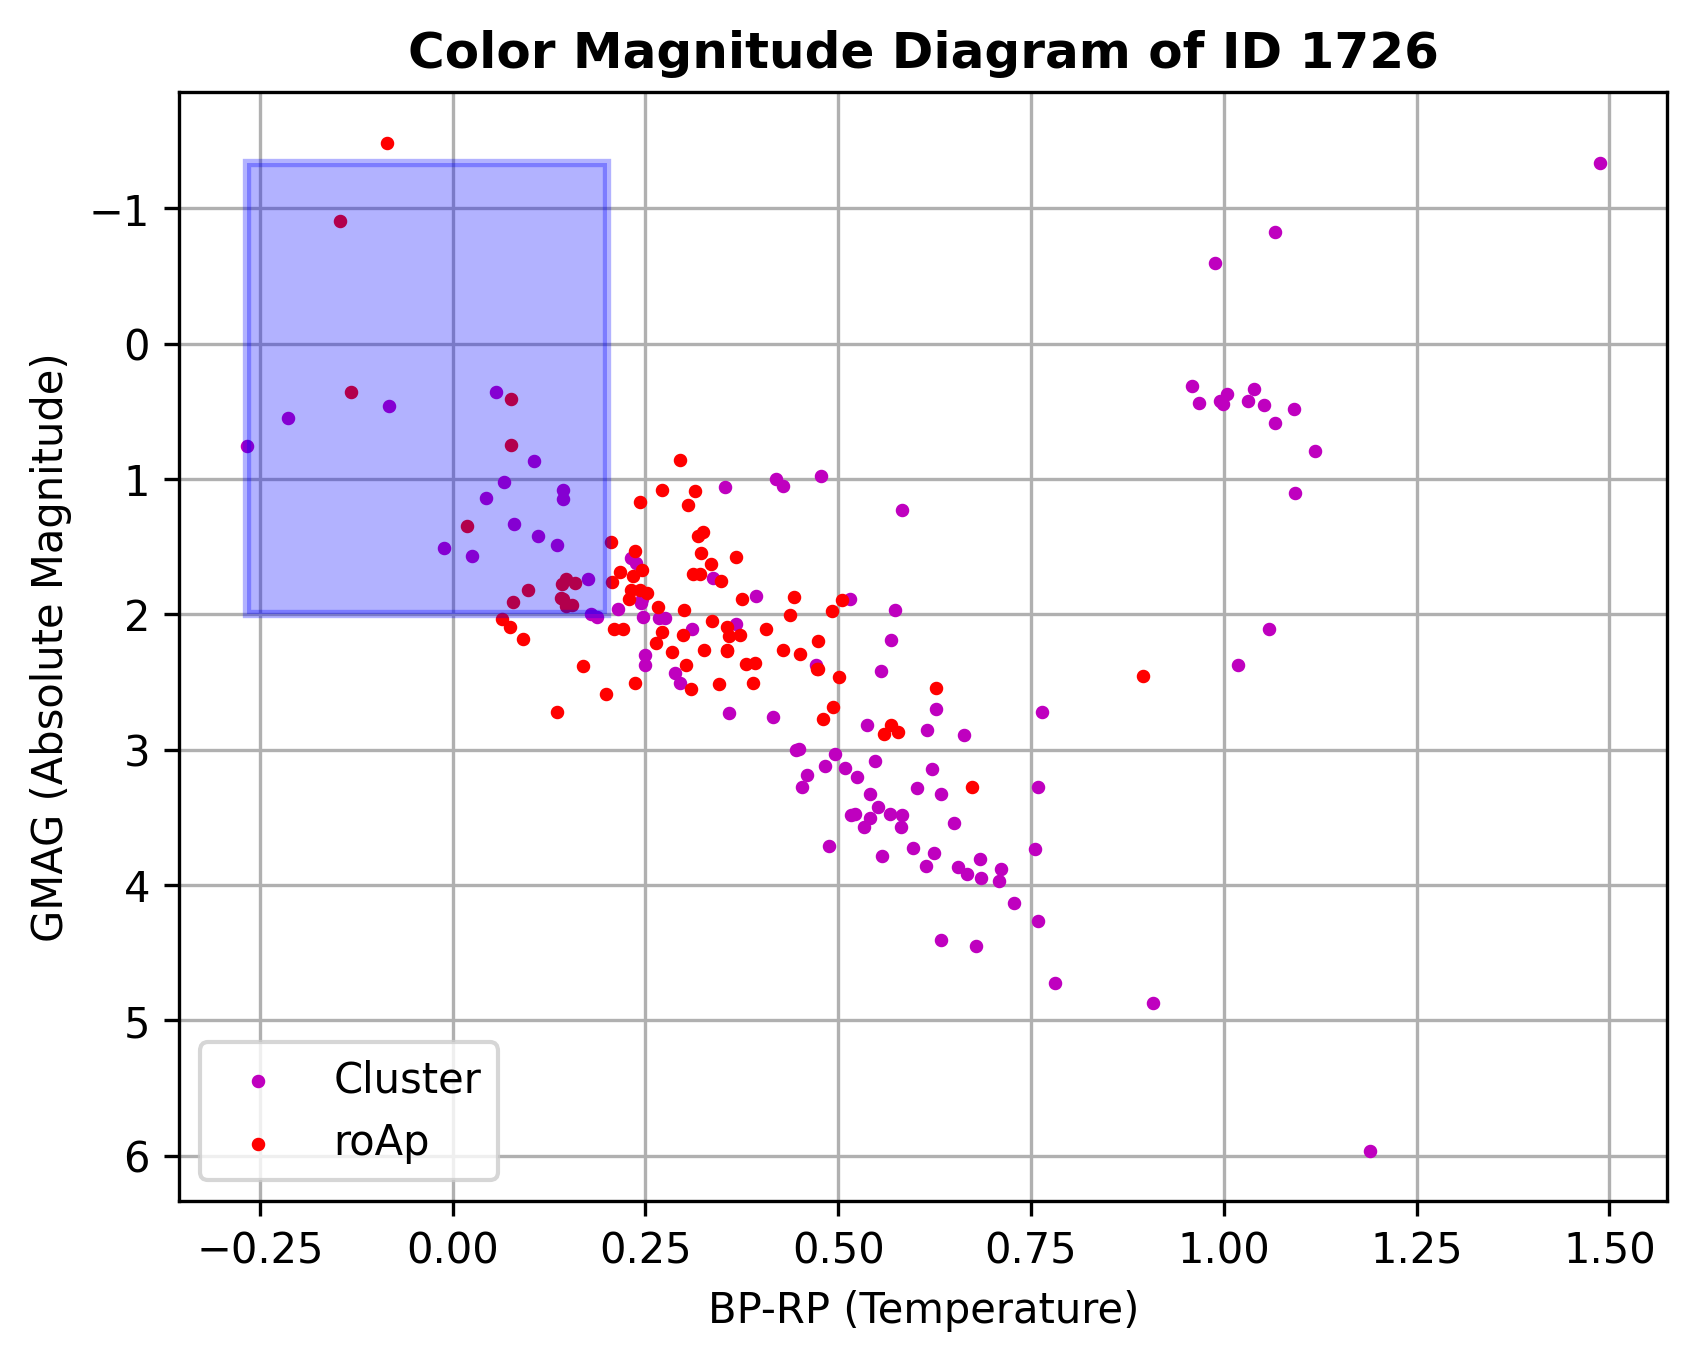 Color Magnitude Diagram of ID 1726
GMAG (Absolute Magnitude)
−1
0
1
2
3
4
5
6
Cluster
roAp
−0.25 0.00 0.25 0.50 0.75 1.00 1.25 1.50
BP-RP (Temperature)